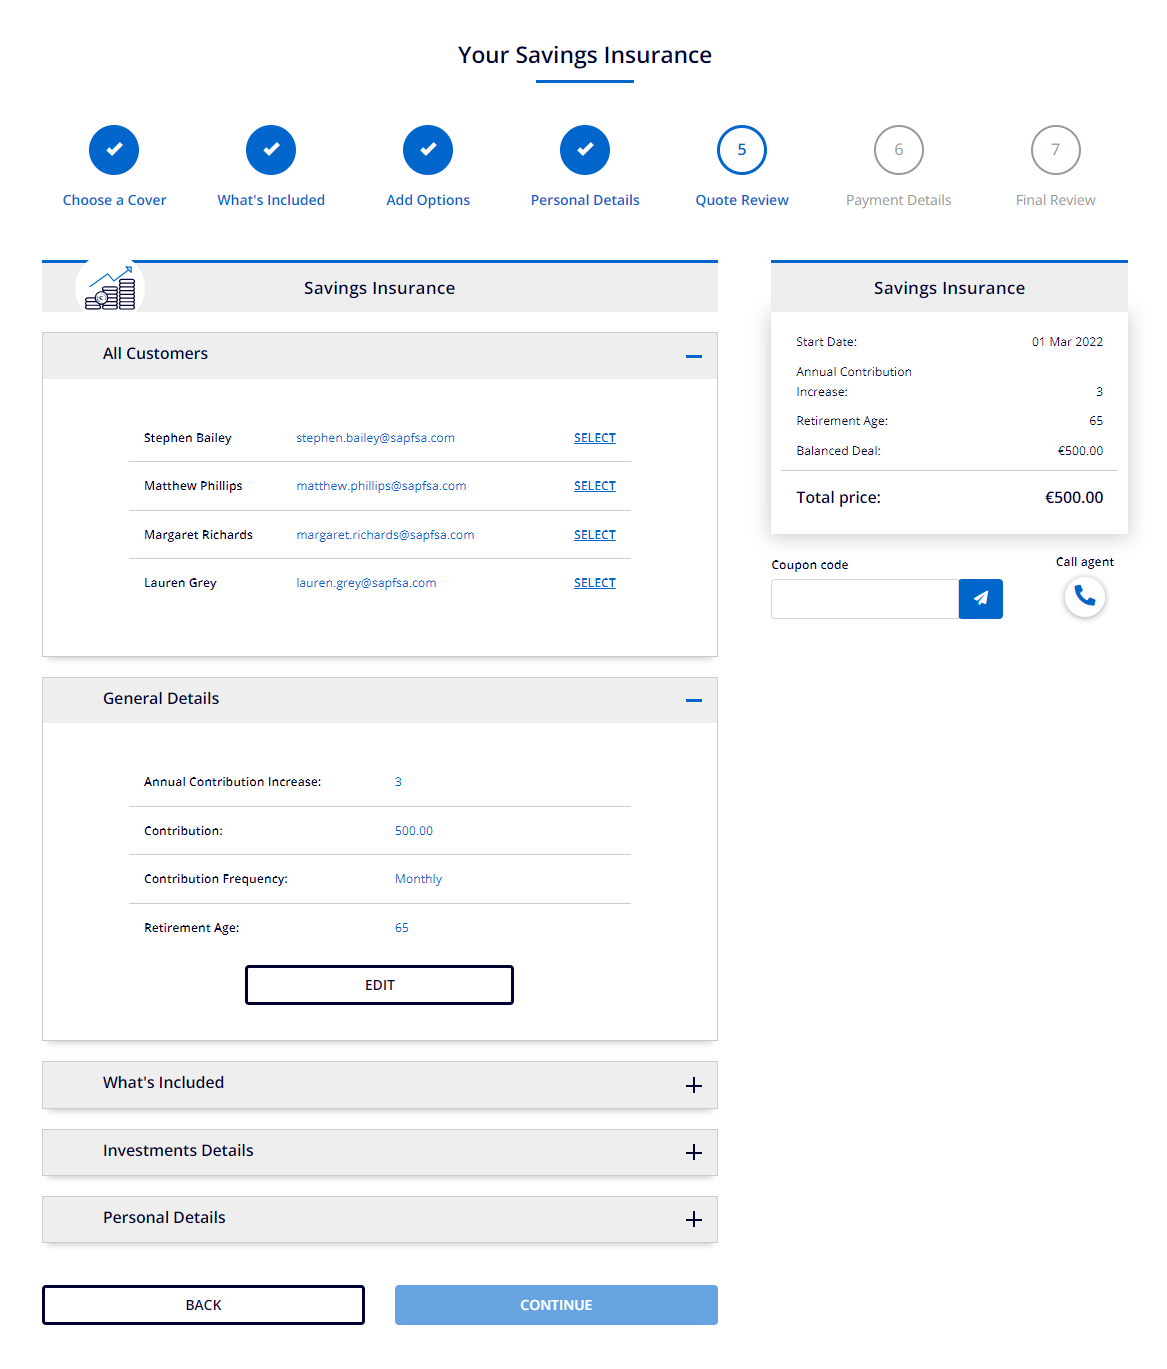 Your Savings Insurance
5
6
7
Choose a Cover
What's Included
Add Options
Personal Details
Quote Review
Payment Details
Final Review
Savings Insurance
All Customers
Stephen Bailey stephen.bailey@sapfsa.com SELECT
Matthew Phillips matthew.phillips@sapfsa.com SELECT
Margaret Richards margaret.richards@sapfsa.com SELECT
Lauren Grey lauren.grey@sapfsa.com SELECT
General Details
Annual Contribution Increase: 3
Contribution: 500.00
Contribution Frequency: Monthly
Retirement Age: 65
EDIT
What's Included
Investments Details
Personal Details
BACK
CONTINUE
Savings Insurance
Start Date: 01 Mar 2022
Annual Contribution
Increase: 3
Retirement Age: 65
Balanced Deal: €500.00
Total price: €500.00
Coupon code
Call agent